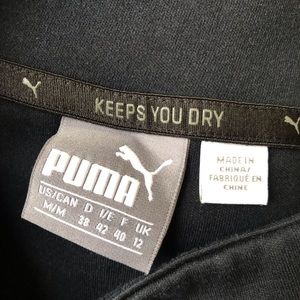 KEEPS YOU DRY
PUMA
US/CAN D I/E F UK
M/M 38 42 40 12
MADE IN
CHINA/
FABRIQUÉ EN
CHINE